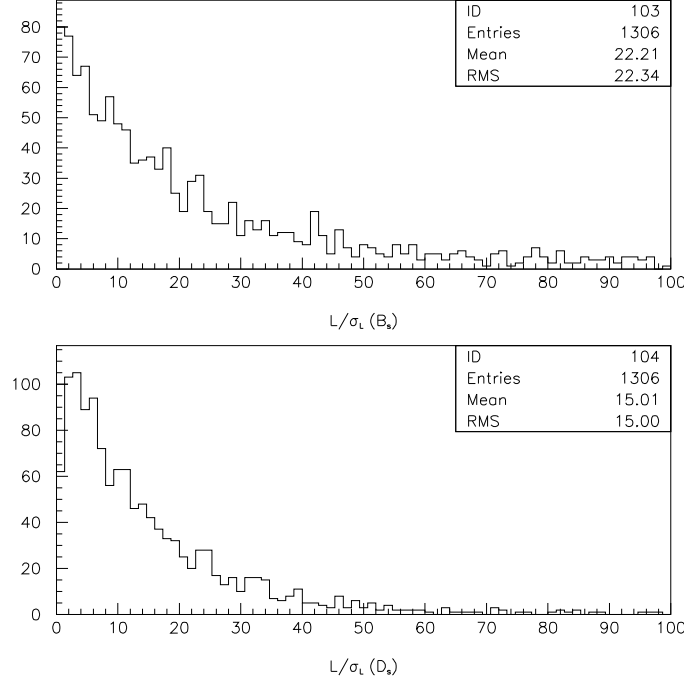 ID 103
Entries 1306
Mean 22.21
RMS 22.34
80
70
60
50
40
30
20
10
0
0 10 20 30 40 50 60 70 80 90 100
L/σL (Bs)
ID 104
Entries 1306
Mean 15.01
RMS 15.00
100
80
60
40
20
0
0 10 20 30 40 50 60 70 80 90 100
L/σL (Ds)